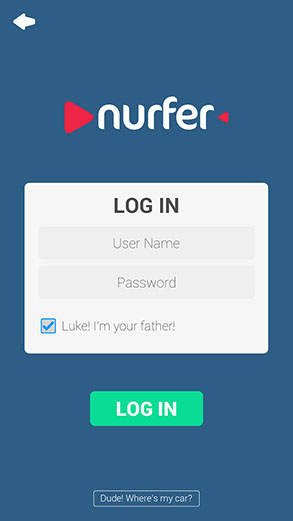 nurfer
LOG IN
User Name
Password
Luke! I'm your father!
LOG IN
Dude! Where's my car?